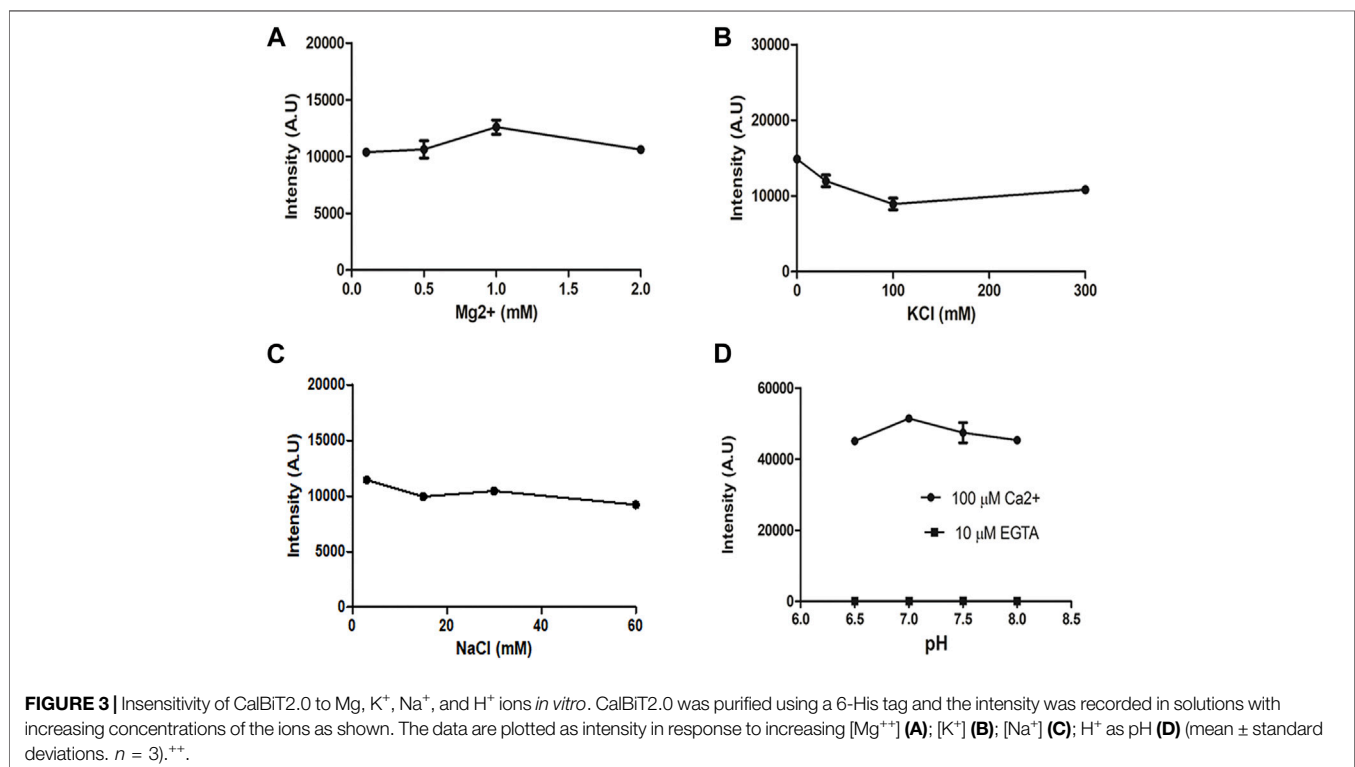 A
20000
15000
10000
5000
0
Intensity (A.U)
0.0 0.5 1.0 1.5 2.0
Mg2+ (mM)
B
30000
20000
10000
0
Intensity (A.U)
0 100 200 300
KCl (mM)
C
20000
15000
10000
5000
0
Intensity (A.U)
0 20 40 60
NaCl (mM)
D
60000
40000
20000
0
Intensity (A.U)
100 μM Ca2+
10 μM EGTA
6.0 6.5 7.0 7.5 8.0 8.5
pH
FIGURE 3 | Insensitivity of CalBiT2.0 to Mg, K⁺, Na⁺, and H⁺ ions in vitro. CalBiT2.0 was purified using a 6-His tag and the intensity was recorded in solutions with
increasing concentrations of the ions as shown. The data are plotted as intensity in response to increasing [Mg⁺⁺] (A); [K⁺] (B); [Na⁺] (C); H⁺ as pH (D) (mean ± standard
deviations. n = 3).⁺⁺.